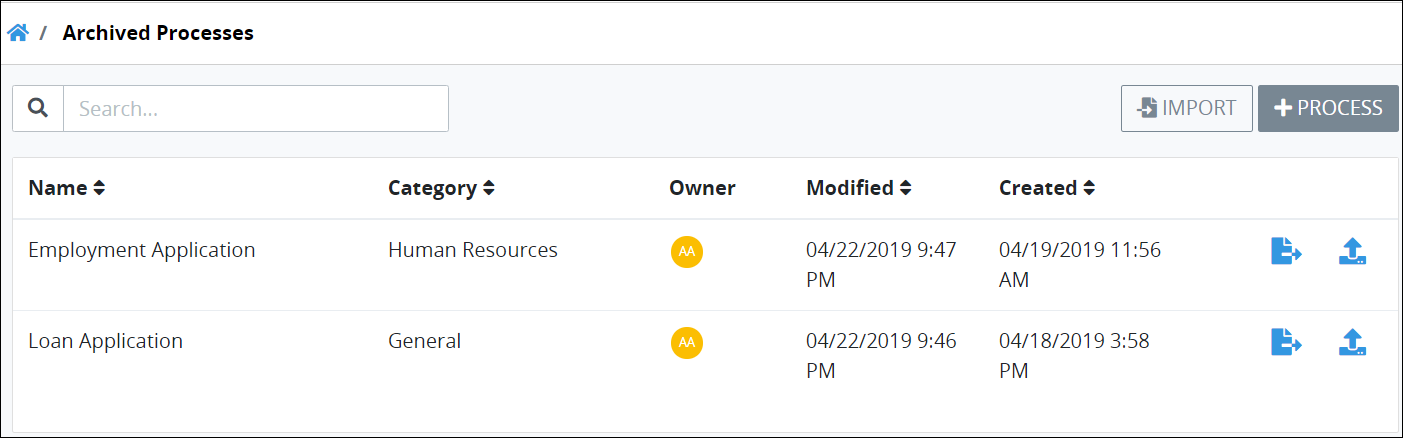 / Archived Processes
Search...
IMPORT
PROCESS
Name Category Owner Modified Created
Employment Application Human Resources AA 04/22/2019 9:47 04/19/2019 11:56
PM AM
Loan Application General AA 04/22/2019 9:46 04/18/2019 3:58
PM PM